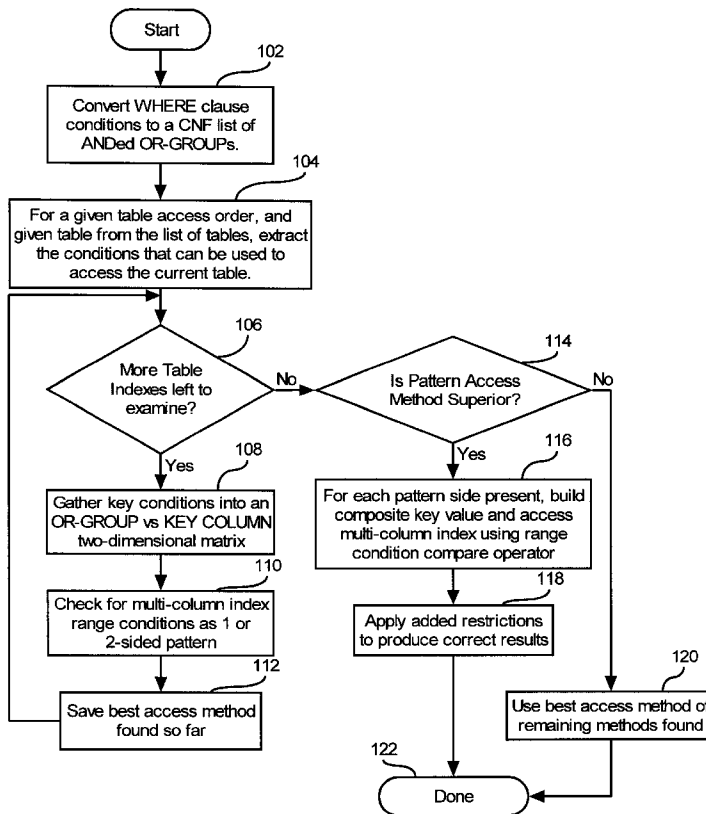 Start
102
Convert WHERE clause
conditions to a CNF list of
ANDed OR-GROUPs.
104
For a given table access order, and
given table from the list of tables, extract
the conditions that can be used to
access the current table.
106
More Table
Indexes left to
examine?
No
114
Is Pattern Access
Method Superior?
No
Yes
108
Gather key conditions into an
OR-GROUP vs KEY COLUMN
two-dimensional matrix
Yes
116
For each pattern side present, build
composite key value and access
multi-column index using range
condition compare operator
110
Check for multi-column index
range conditions as 1 or
2-sided pattern
118
Apply added restrictions
to produce correct results
112
Save best access method
found so far
120
Use best access method of
remaining methods found
122
Done